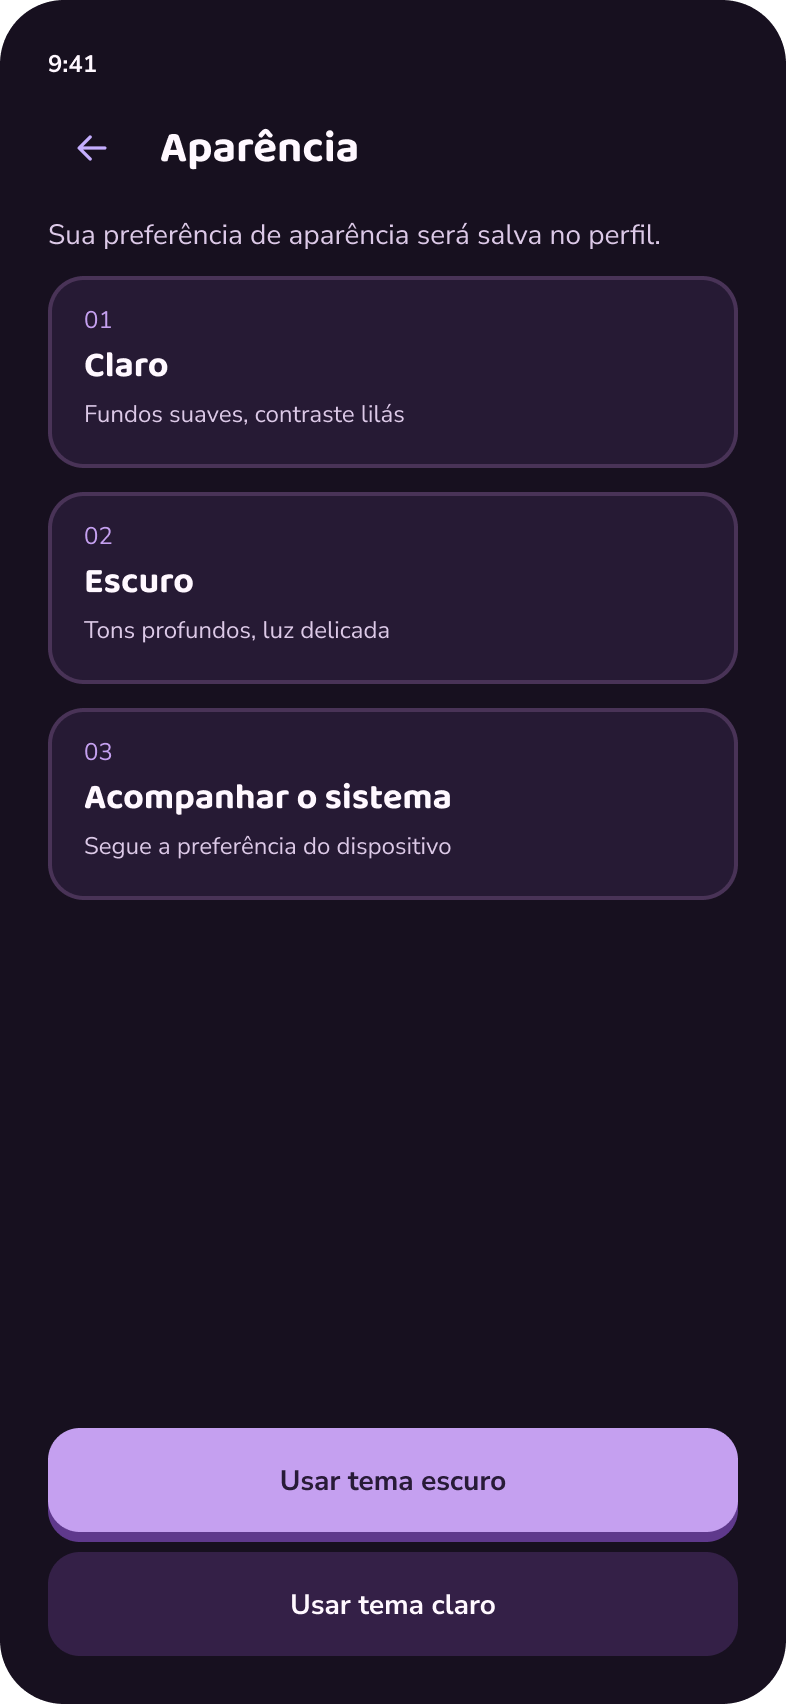 9:41
Aparência
Sua preferência de aparência será salva no perfil.
01
Claro
Fundos suaves, contraste lilás
02
Escuro
Tons profundos, luz delicada
03
Acompanhar o sistema
Segue a preferência do dispositivo
Usar tema escuro
Usar tema claro